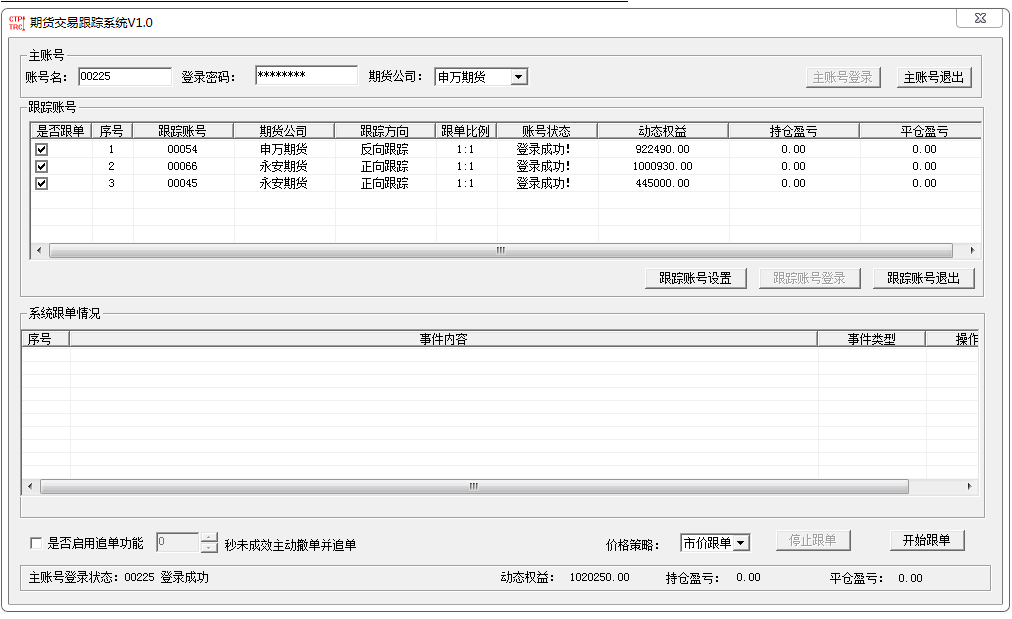 CTP TRC 期货交易跟踪系统V1.0
主账号
账号名： 00225 登录密码： ******** 期货公司： 申万期货 主账号登录 主账号退出
跟踪账号
是否跟单 序号 跟踪账号 期货公司 跟踪方向 跟单比例 账号状态 动态权益 持仓盈亏 平仓盈亏
1 00054 申万期货 反向跟踪 1:1 登录成功! 922490.00 0.00 0.00
2 00066 永安期货 正向跟踪 1:1 登录成功! 1000930.00 0.00 0.00
3 00045 永安期货 正向跟踪 1:1 登录成功! 445000.00 0.00 0.00
跟踪账号设置 跟踪账号登录 跟踪账号退出
系统跟单情况
序号 事件内容 事件类型 操作
是否启用追单功能 0 秒未成效主动撤单并追单 价格策略： 市价跟单 停止跟单 开始跟单
主账号登录状态：00225 登录成功 动态权益： 1020250.00 持仓盈亏： 0.00 平仓盈亏： 0.00